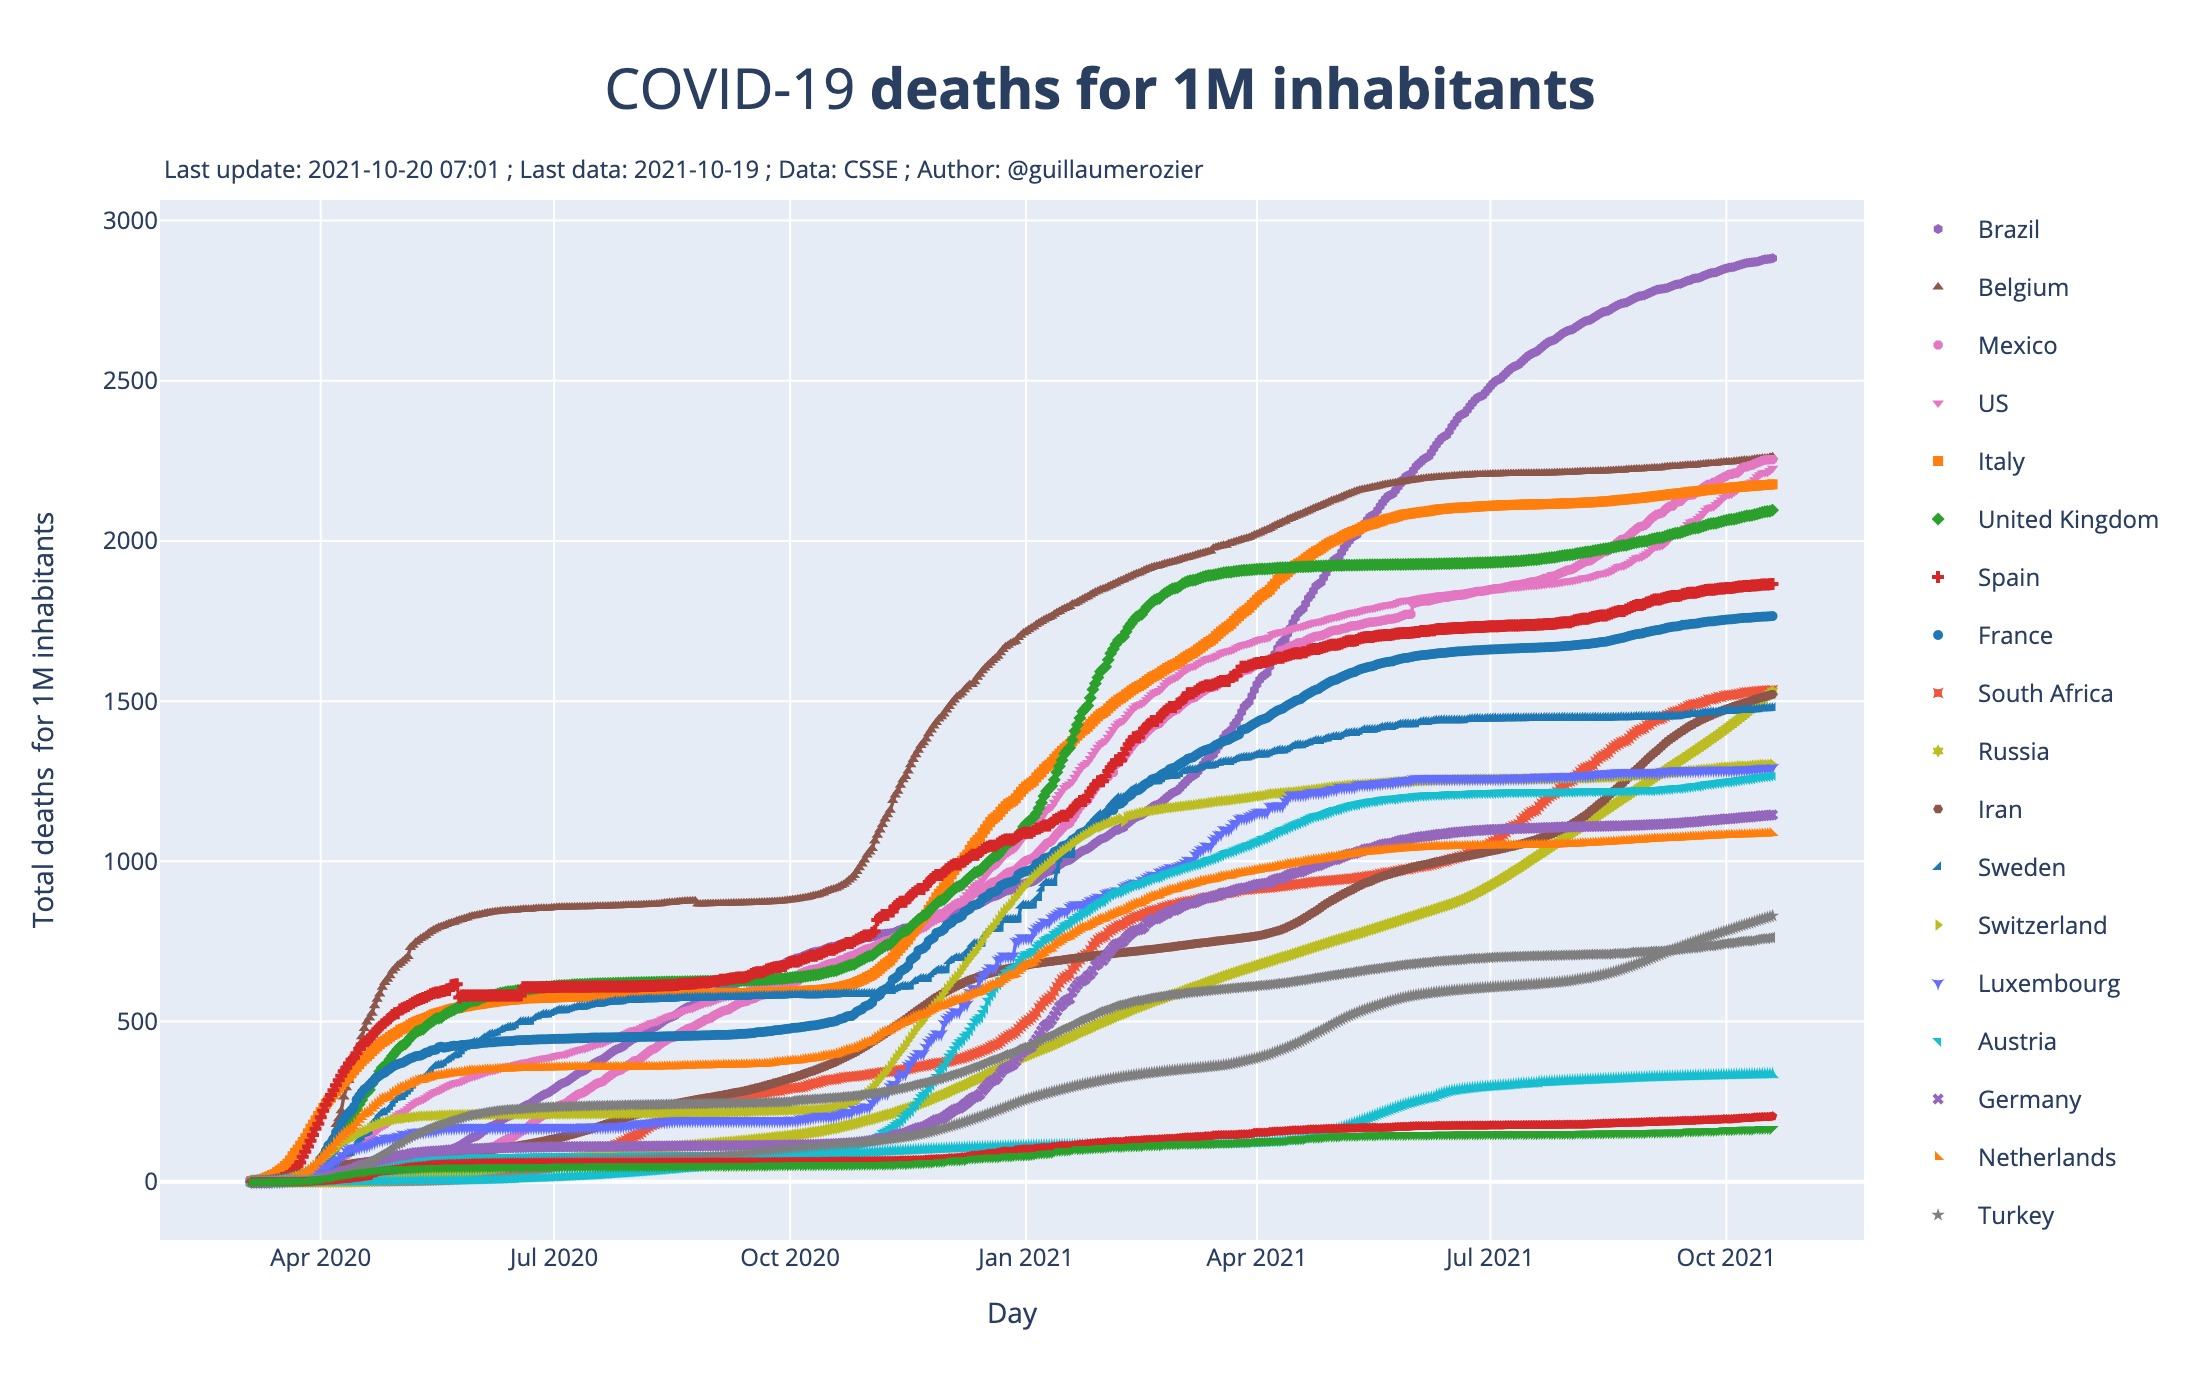 COVID-19 deaths for 1M inhabitants
Last update: 2021-10-20 07:01 ; Last data: 2021-10-19 ; Data: CSSE ; Author: @guillaumerozier
Total deaths for 1M inhabitants
3000
2500
2000
1500
1000
500
0
Apr 2020
Jul 2020
Oct 2020
Jan 2021
Apr 2021
Jul 2021
Oct 2021
Day
Brazil
Belgium
Mexico
US
Italy
United Kingdom
Spain
France
South Africa
Russia
Iran
Sweden
Switzerland
Luxembourg
Austria
Germany
Netherlands
Turkey